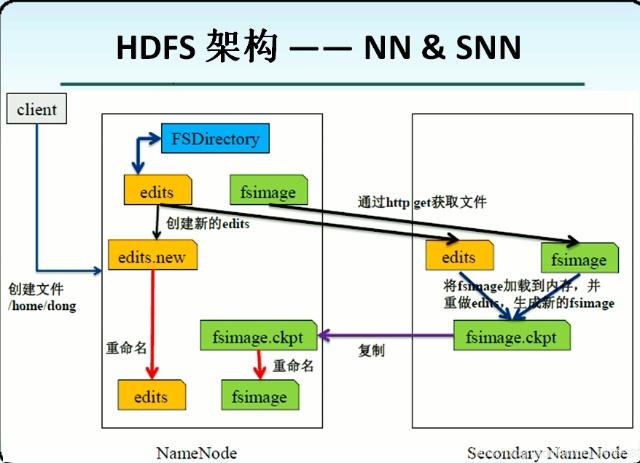 HDFS 架构 —— NN & SNN
client
FSDirectory
edits
fsimage
通过http get获取文件
创建新的edits
edits.new
edits
fsimage
创建文件
/home/dong
将fsimage加载到内存，并
重做edits，生成新的fsimage
fsimage.ckpt
fsimage.ckpt
重命名
重命名
复制
edits
fsimage
NameNode
Secondary NameNode